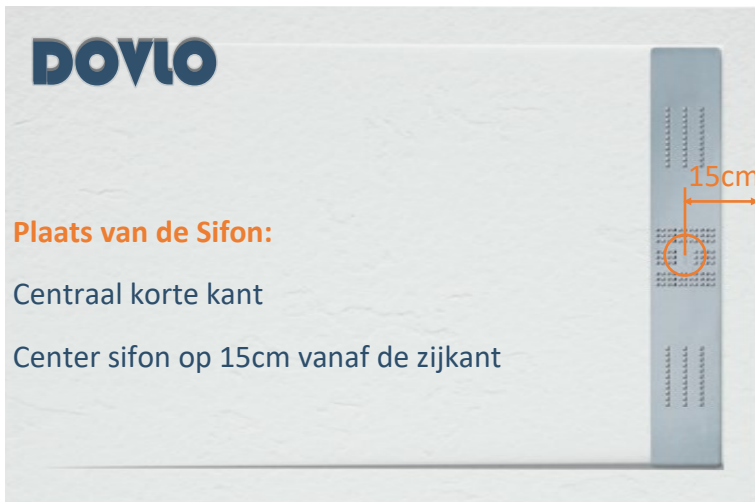 DOVLO
15cm
Plaats van de Sifon:
Centraal korte kant
Center sifon op 15cm vanaf de zijkant